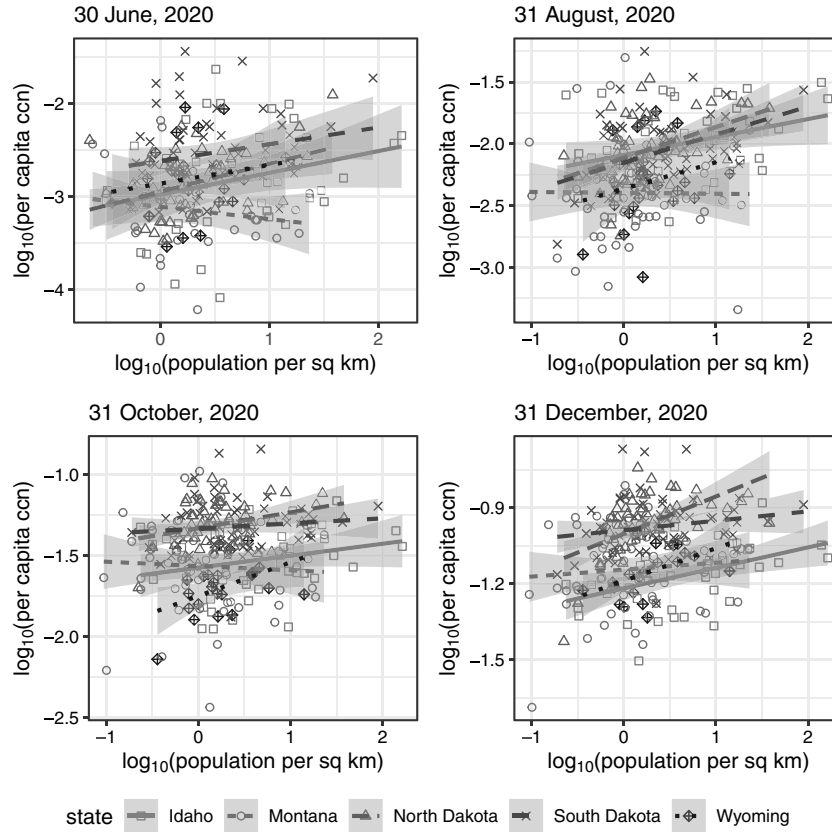 30 June, 2020
−2
−3
−4
0
1
2
log10(per capita ccn)
log10(population per sq km)
31 August, 2020
−1.5
−2.0
−2.5
−3.0
−1
0
1
2
log10(per capita ccn)
log10(population per sq km)
31 October, 2020
−1.0
−1.5
−2.0
−2.5
−1
0
1
2
log10(per capita ccn)
log10(population per sq km)
31 December, 2020
−0.9
−1.2
−1.5
−1
0
1
2
log10(per capita ccn)
log10(population per sq km)
state Idaho Montana North Dakota South Dakota Wyoming